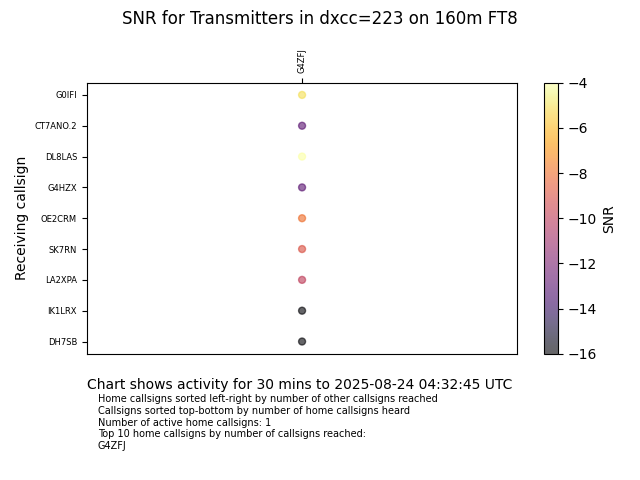 SNR for Transmitters in dxcc=223 on 160m FT8
G4ZFJ
G0IFI
CT7ANO.2
DL8LAS
G4HZX
OE2CRM
SK7RN
LA2XPA
IK1LRX
DH7SB
Receiving callsign
−4
−6
−8
−10
−12
−14
−16
SNR
Chart shows activity for 30 mins to 2025-08-24 04:32:45 UTC
Home callsigns sorted left-right by number of other callsigns reached
Callsigns sorted top-bottom by number of home callsigns heard
Number of active home callsigns: 1
Top 10 home callsigns by number of callsigns reached:
G4ZFJ